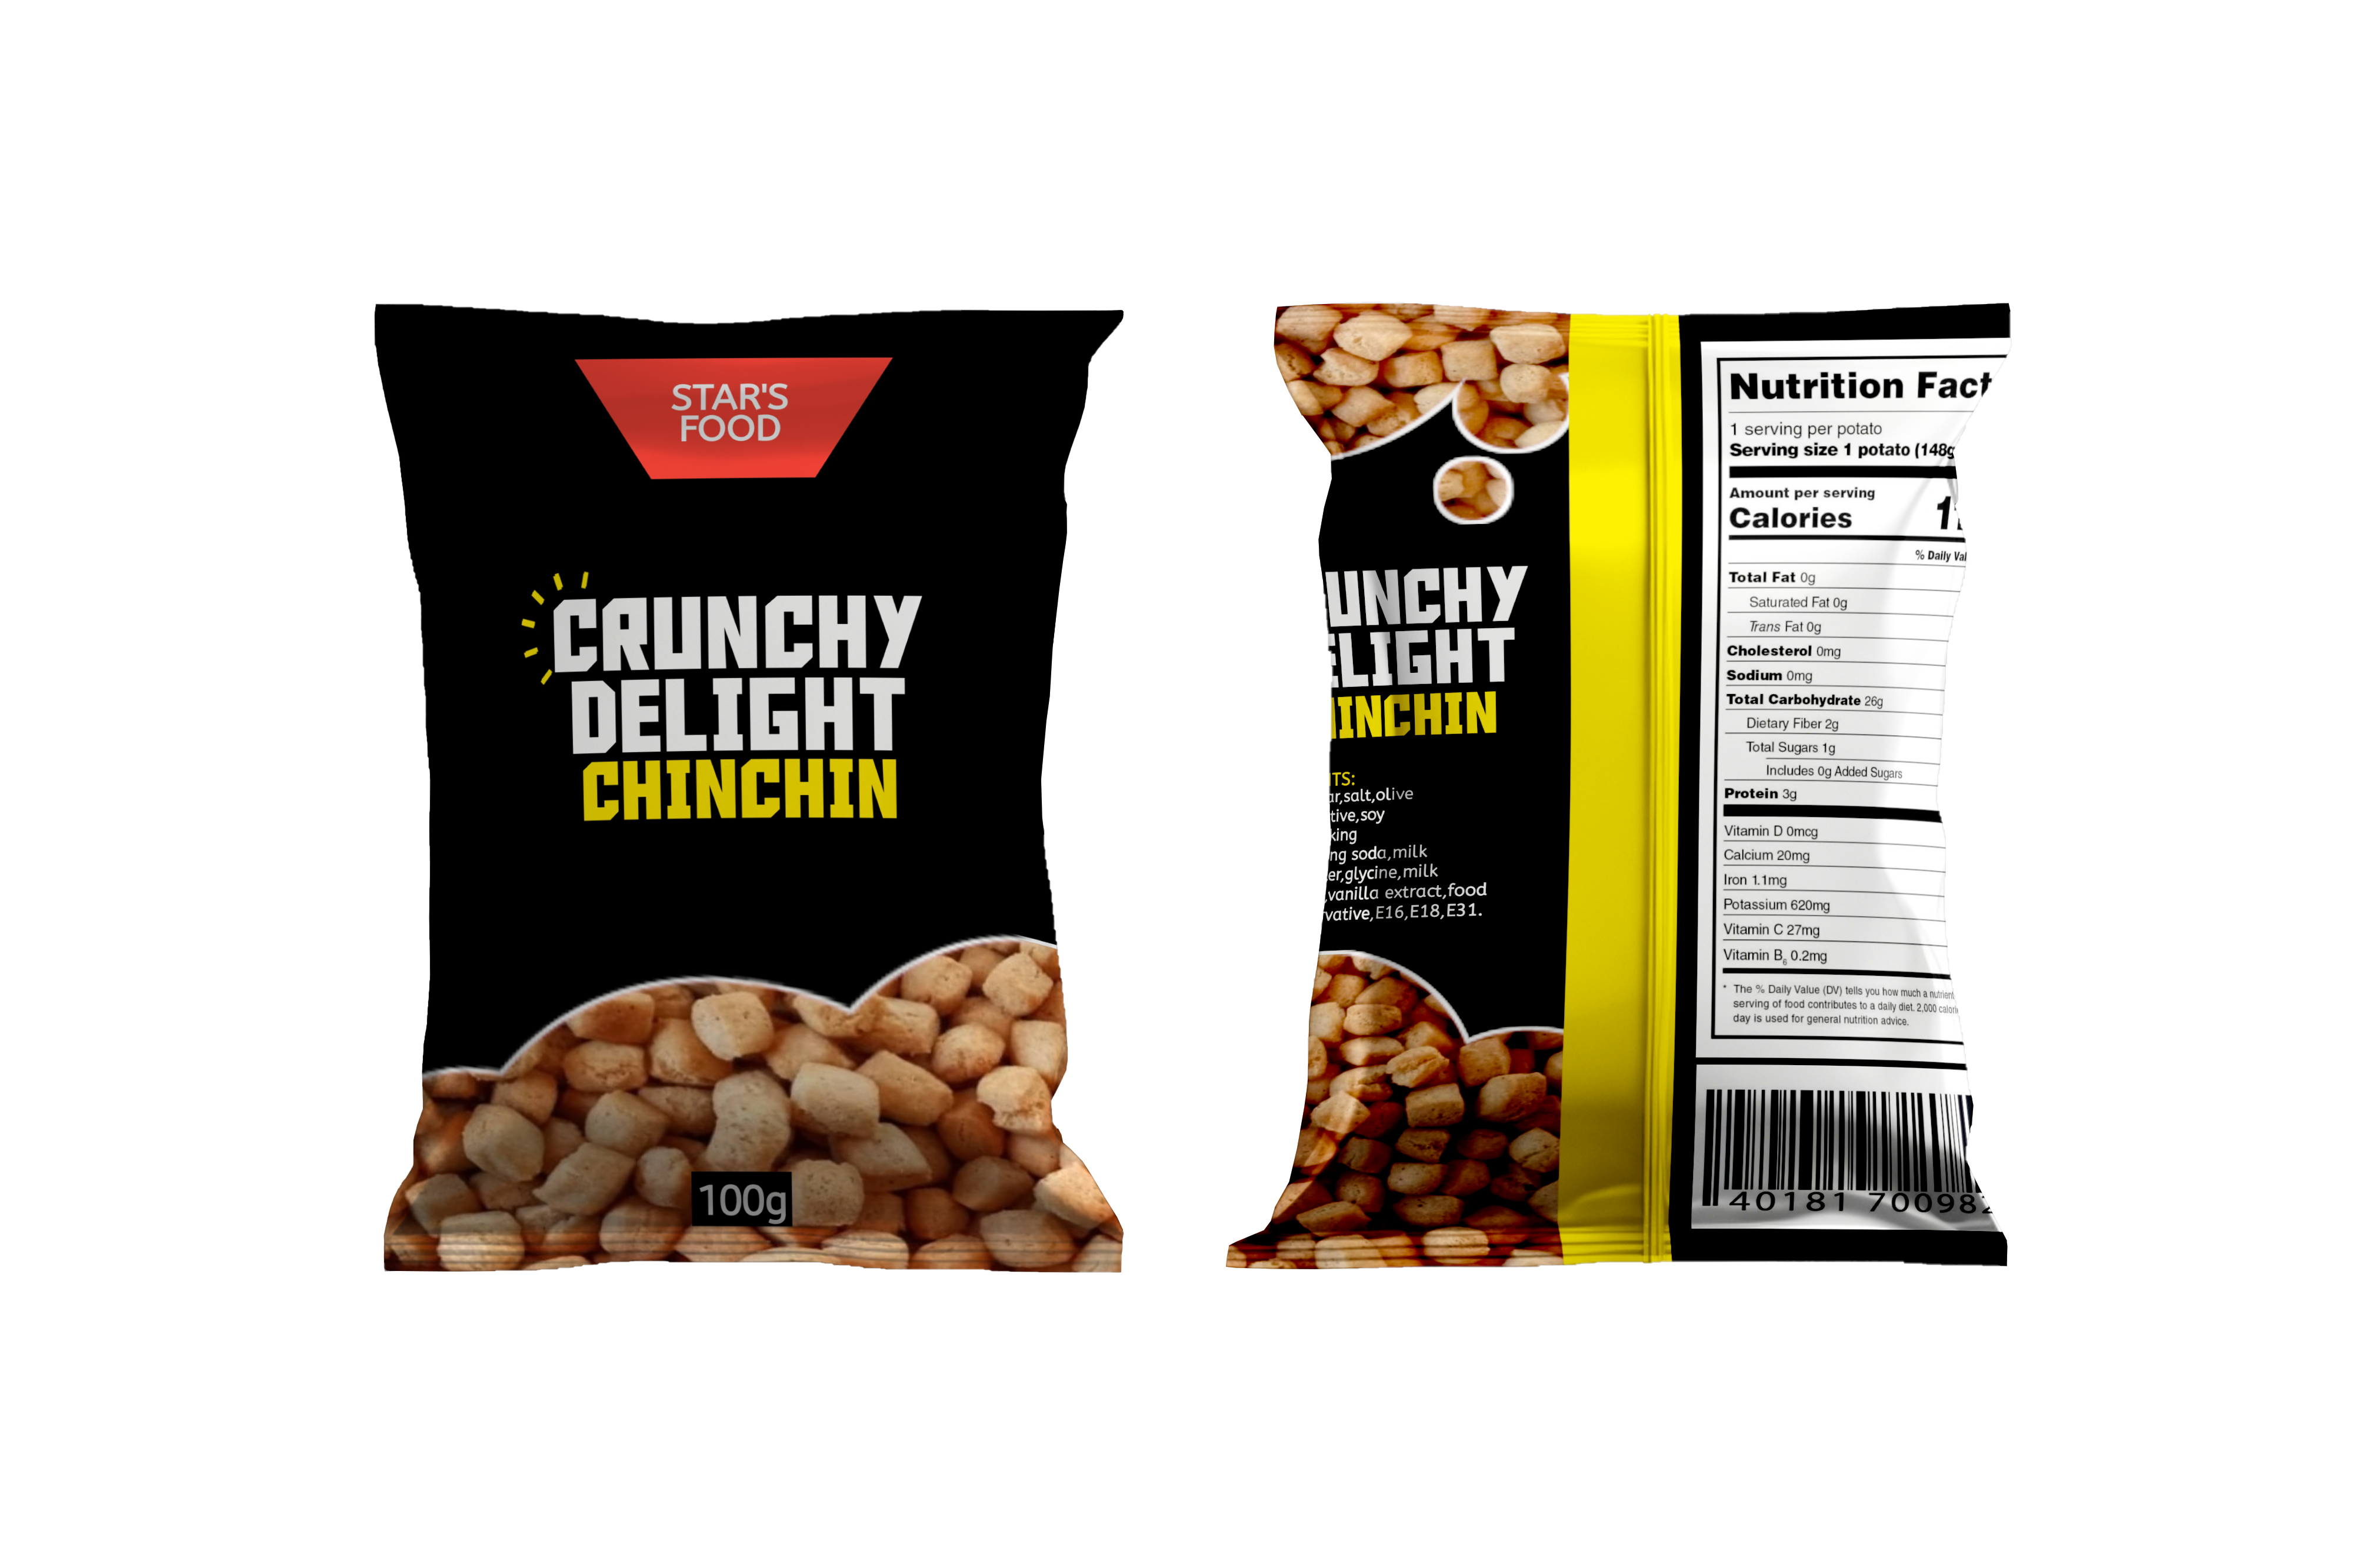 STAR'S
FOOD
CRUNCHY
DELIGHT
CHINCHIN
100g
UNCHY
ELIGHT
INCHIN
TS:
ar,salt,olive
tive,soy
king
ng soda,milk
er,glycine,milk
,vanilla extract,food
vative,E16,E18,E31.
Nutrition Fact
1 serving per potato
Serving size 1 potato (148g
Amount per serving
Calories 1
% Daily Val
Total Fat 0g
Saturated Fat 0g
Trans Fat 0g
Cholesterol 0mg
Sodium 0mg
Total Carbohydrate 26g
Dietary Fiber 2g
Total Sugars 1g
Includes 0g Added Sugars
Protein 3g
Vitamin D 0mcg
Calcium 20mg
Iron 1.1mg
Potassium 620mg
Vitamin C 27mg
Vitamin B6 0.2mg
* The % Daily Value (DV) tells you how much a nutrient
serving of food contributes to a daily diet. 2,000 calori
day is used for general nutrition advice.
40181 70098